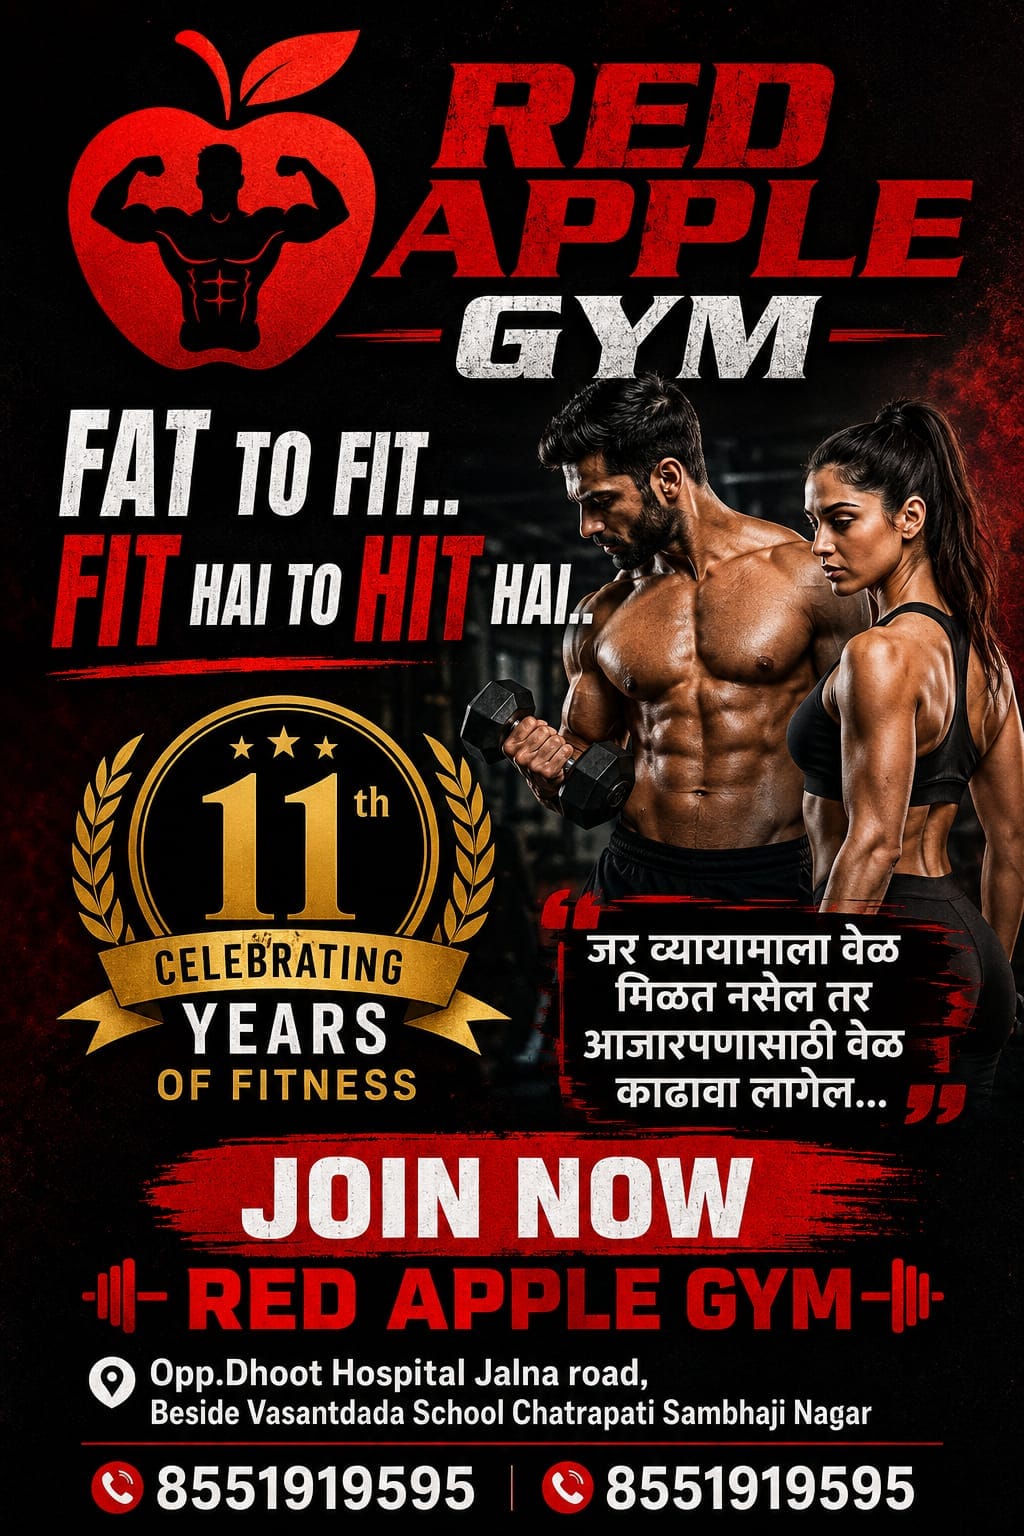 RED
APPLE
GYM
FAT TO FIT..
FIT HAI TO HIT HAI..
11th
CELEBRATING
YEARS
OF FITNESS
“
जर व्यायामाला वेळ
मिळत नसेल तर
आजारपणासाठी वेळ
काढावा लागेल...
”
JOIN NOW
RED APPLE GYM
Opp.Dhoot Hospital Jalna road,
Beside Vasantdada School Chatrapati Sambhaji Nagar
8551919595 | 8551919595